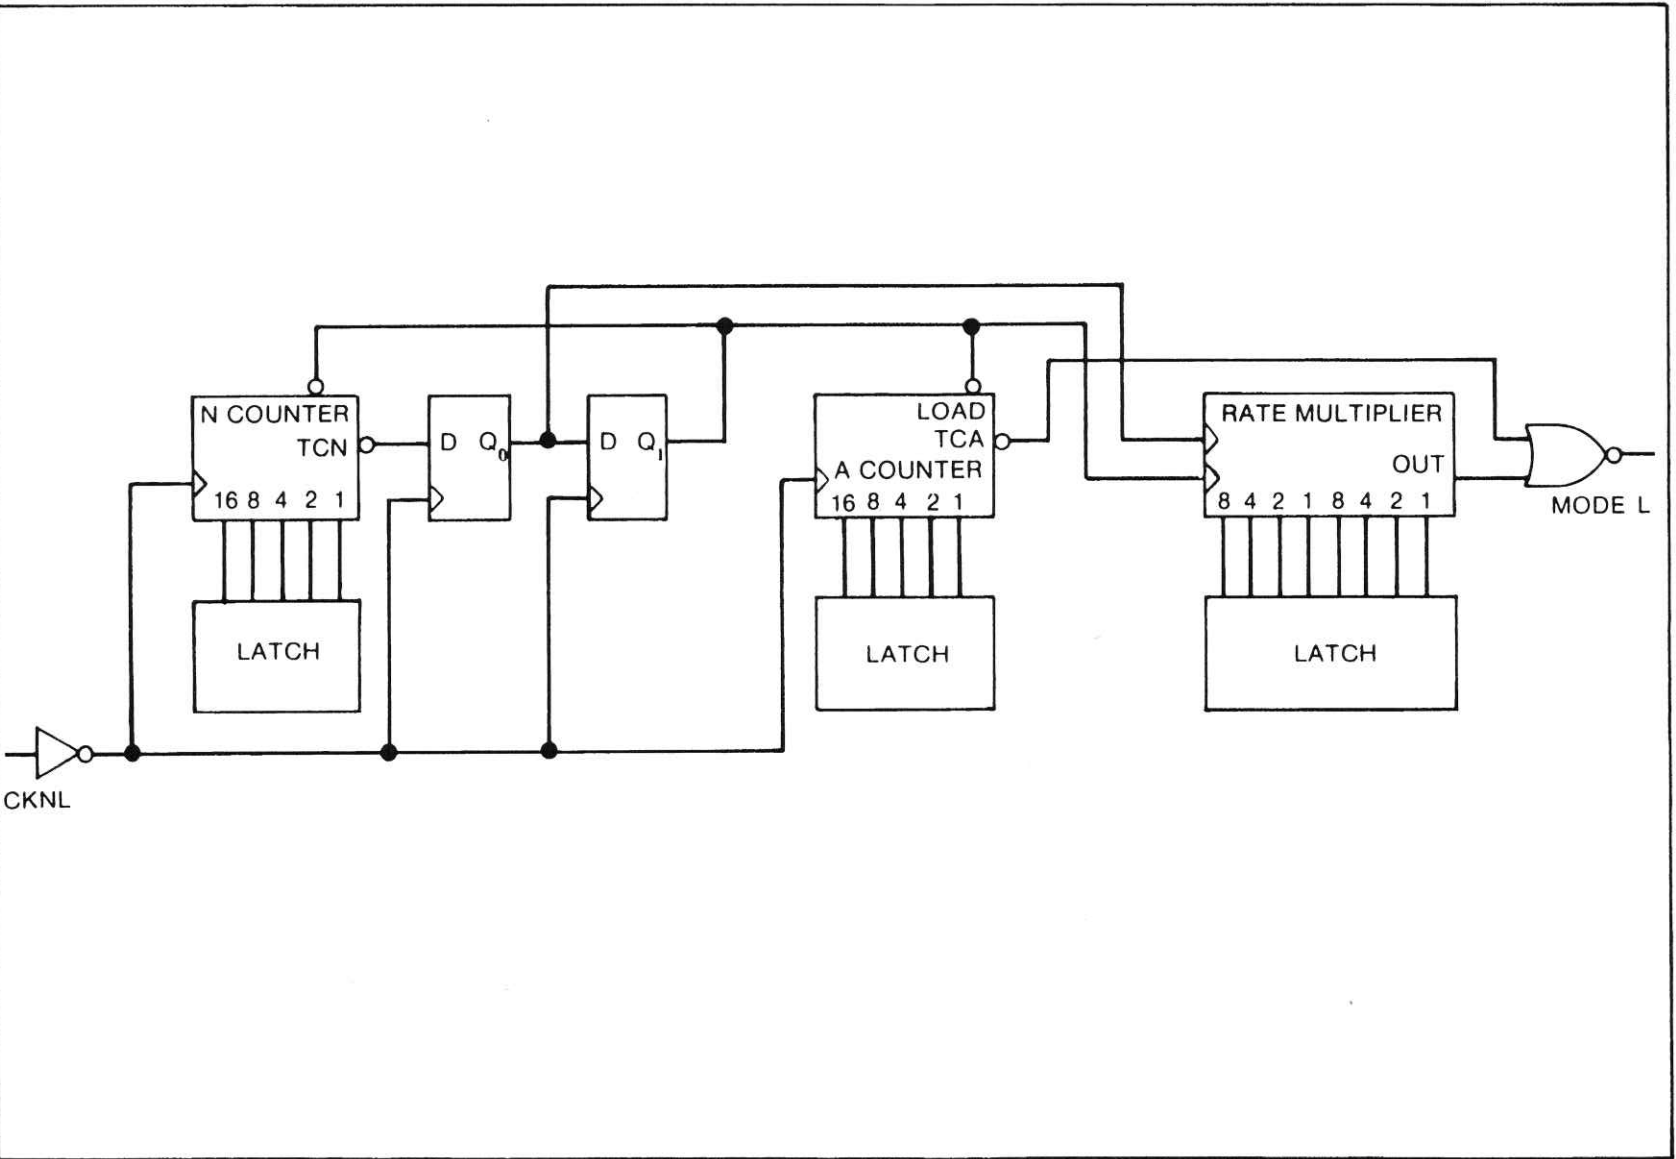 N COUNTER
TCN
16 8 4 2 1
LATCH
D Q0
D Q1
LOAD
TCA
A COUNTER
16 8 4 2 1
LATCH
RATE MULTIPLIER
OUT
8 4 2 1 8 4 2 1
LATCH
MODE L
CKNL